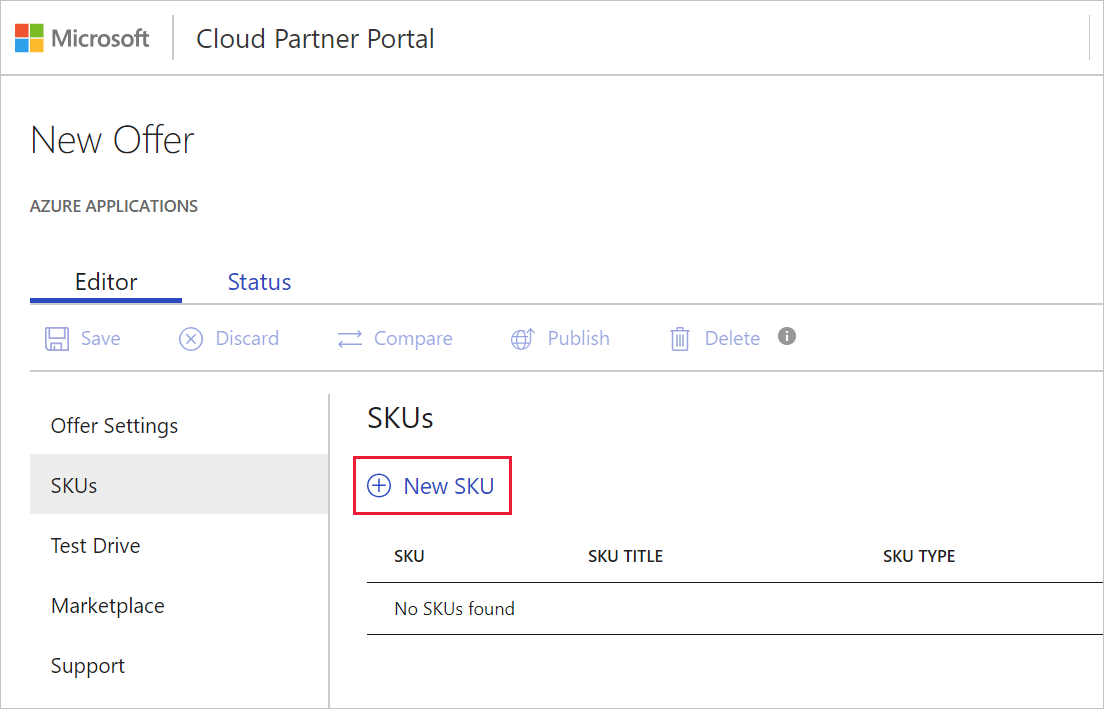 Microsoft Cloud Partner Portal
New Offer
AZURE APPLICATIONS
Editor Status
Save Discard Compare Publish Delete
Offer Settings
SKUs
Test Drive
Marketplace
Support
SKUs
New SKU
SKU SKU TITLE SKU TYPE
No SKUs found